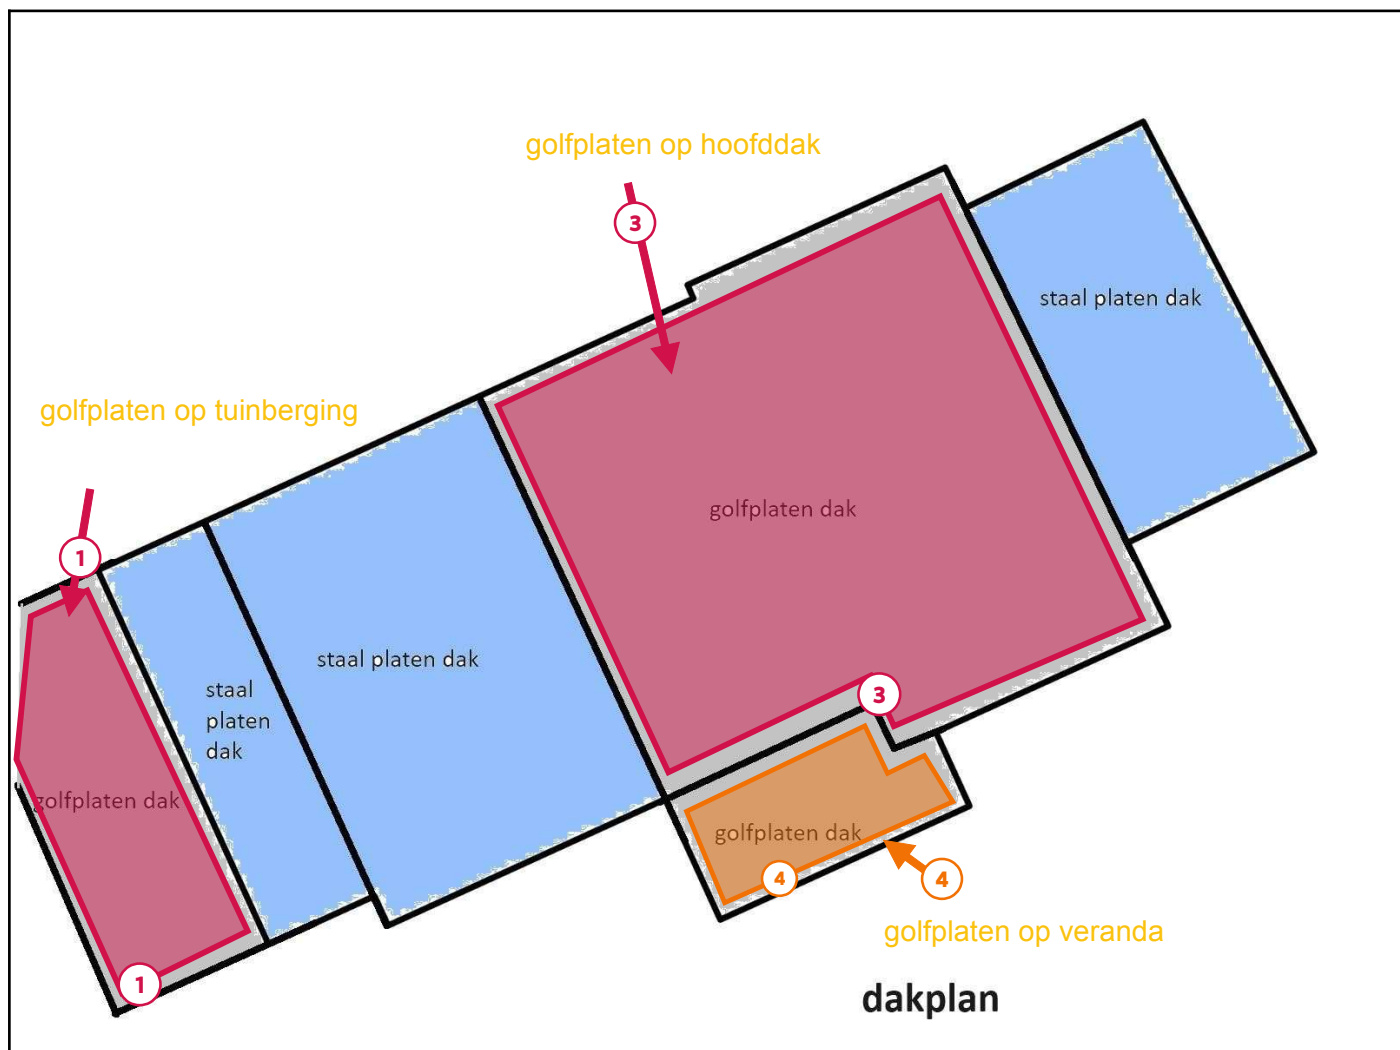 golfplaten op hoofddak
3
staal platen dak
golfplaten op tuinberging
golfplaten dak
1
staal platen dak
staal
platen
dak
3
golfplaten dak
golfplaten dak
4
4
golfplaten op veranda
1
dakplan